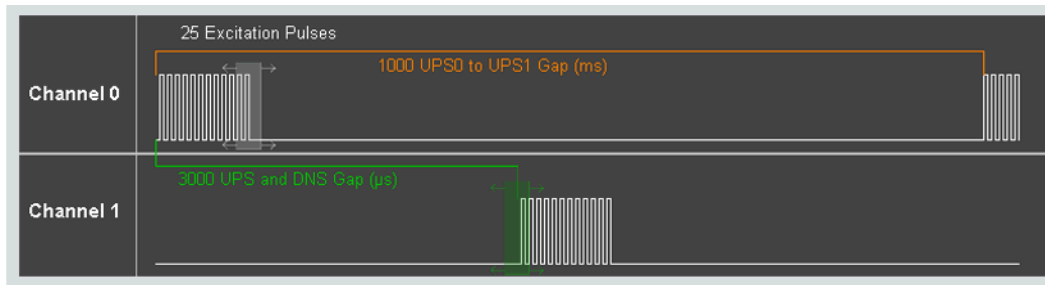 25 Excitation Pulses
1000 UPS0 to UPS1 Gap (ms)
Channel 0
3000 UPS and DNS Gap (µs)
Channel 1